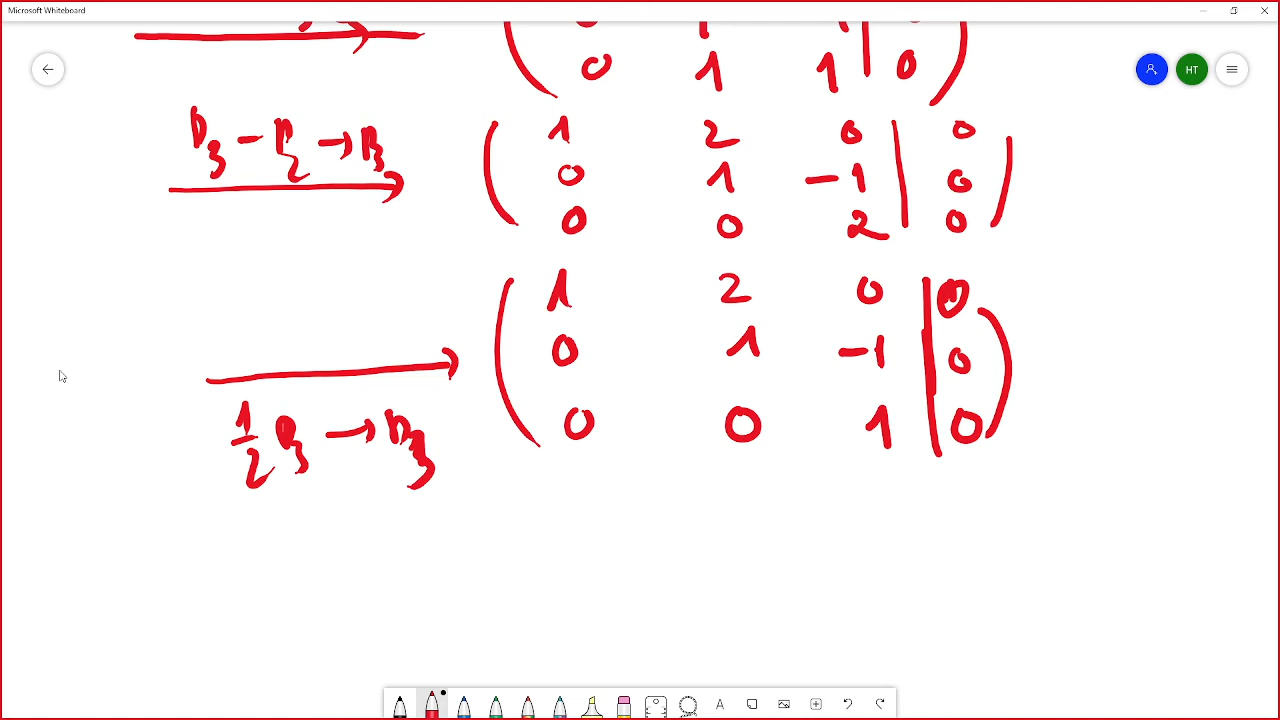 Microsoft Whiteboard
0 1 1 | 0
HT
R3 - R2 → R3
1 2 0 | 0
0 1 -1 | 0
0 0 2 | 0
1 2 0 | 0
0 1 -1 | 0
0 0 1 | 0
1/2 R3 → R3
A